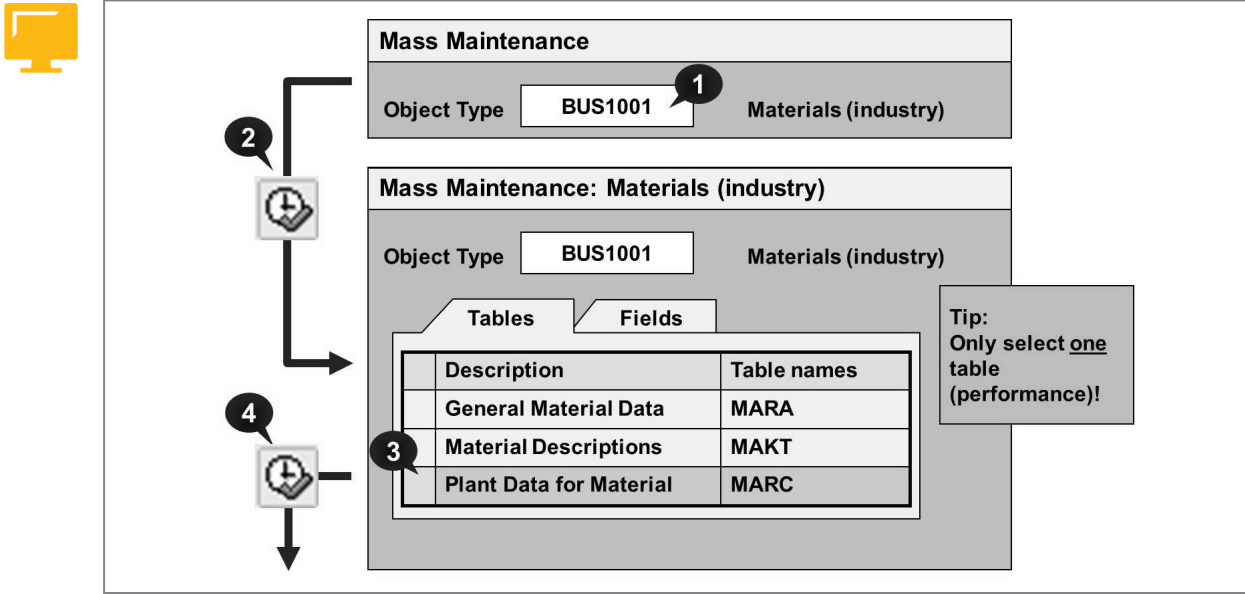 Mass Maintenance
1
Object Type BUS1001 Materials (industry)
2
Mass Maintenance: Materials (industry)
Object Type BUS1001 Materials (industry)
Tables Fields
Tip:
Only select one
table
(performance)!
Description Table names
General Material Data MARA
4
Material Descriptions MAKT
3
Plant Data for Material MARC